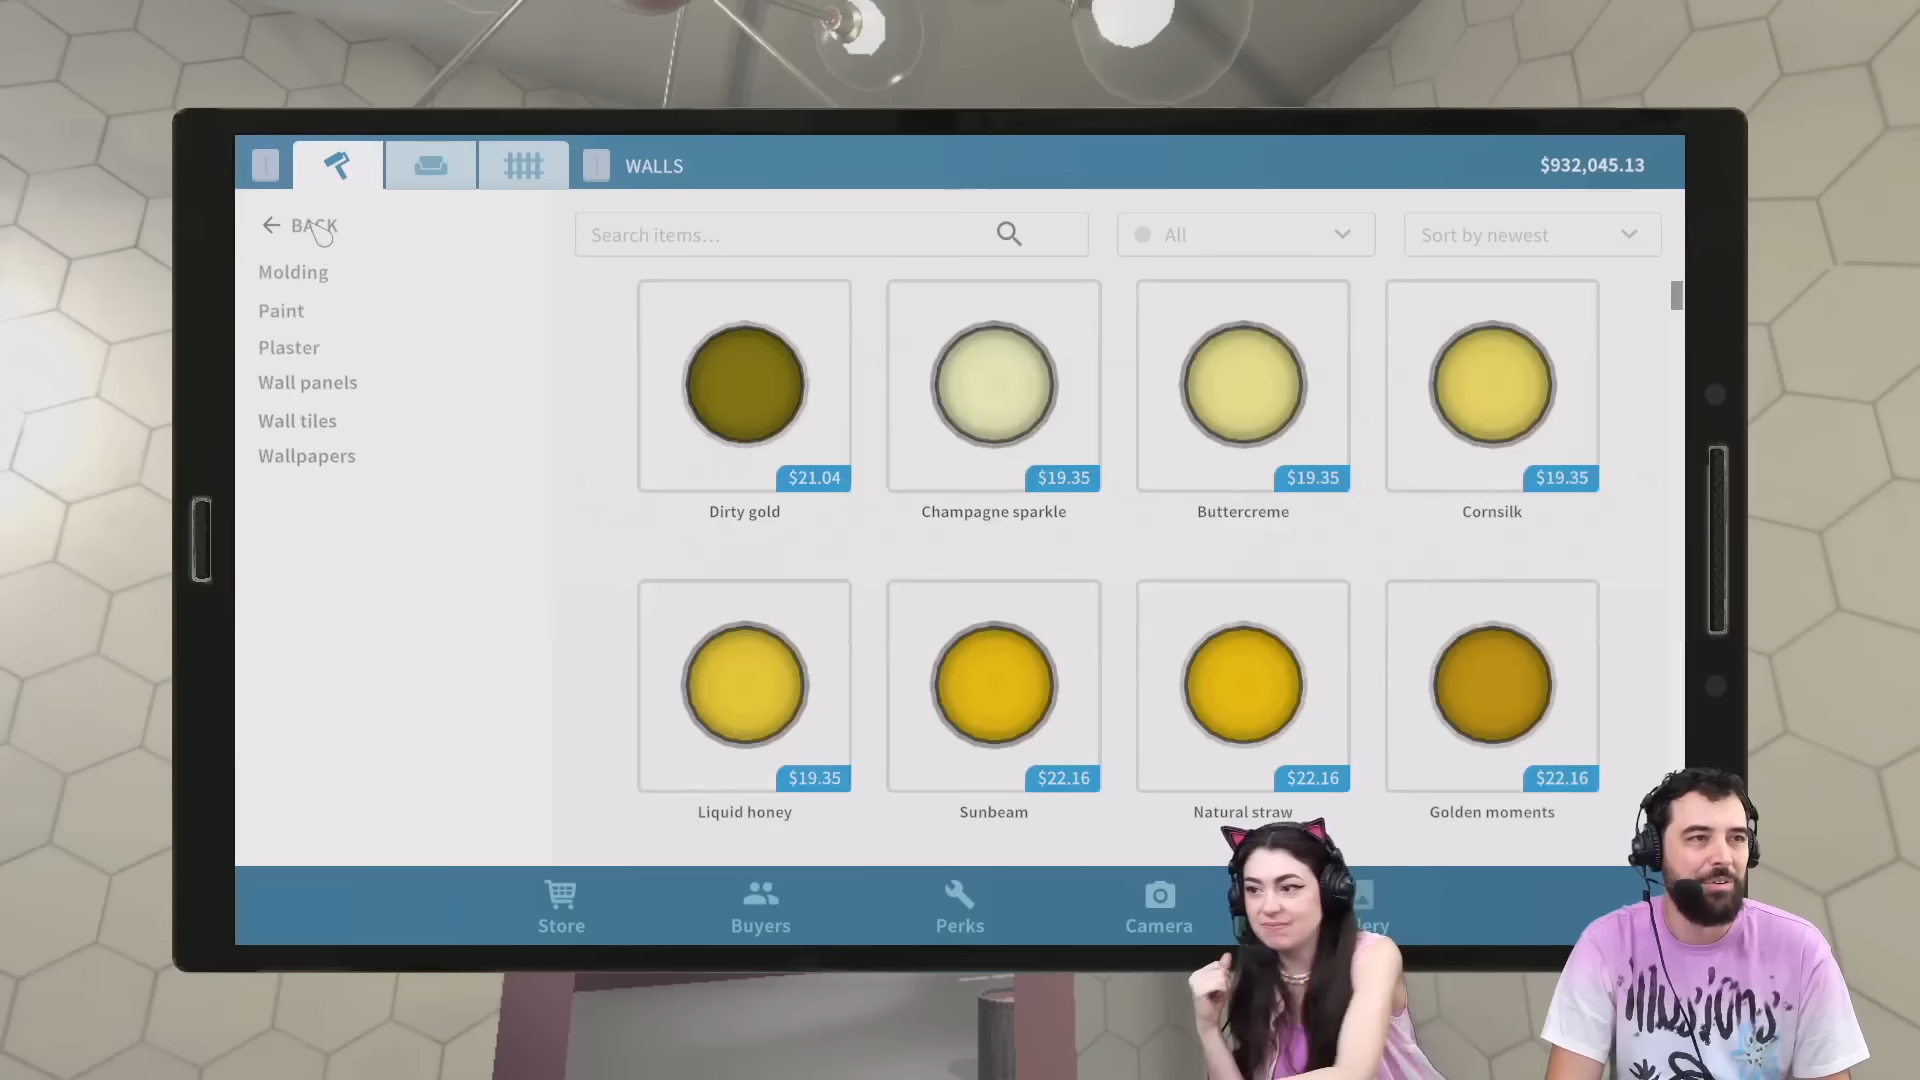 WALLS
$932,045.13
BACK
Molding
Paint
Plaster
Wall panels
Wall tiles
Wallpapers
Search items...
All
Sort by newest
$21.04
$19.35
$19.35
$19.35
Dirty gold
Champagne sparkle
Buttercreme
Cornsilk
$19.35
$22.16
$22.16
$22.16
Liquid honey
Sunbeam
Natural straw
Golden moments
Store
Buyers
Perks
Camera
lery
illusions